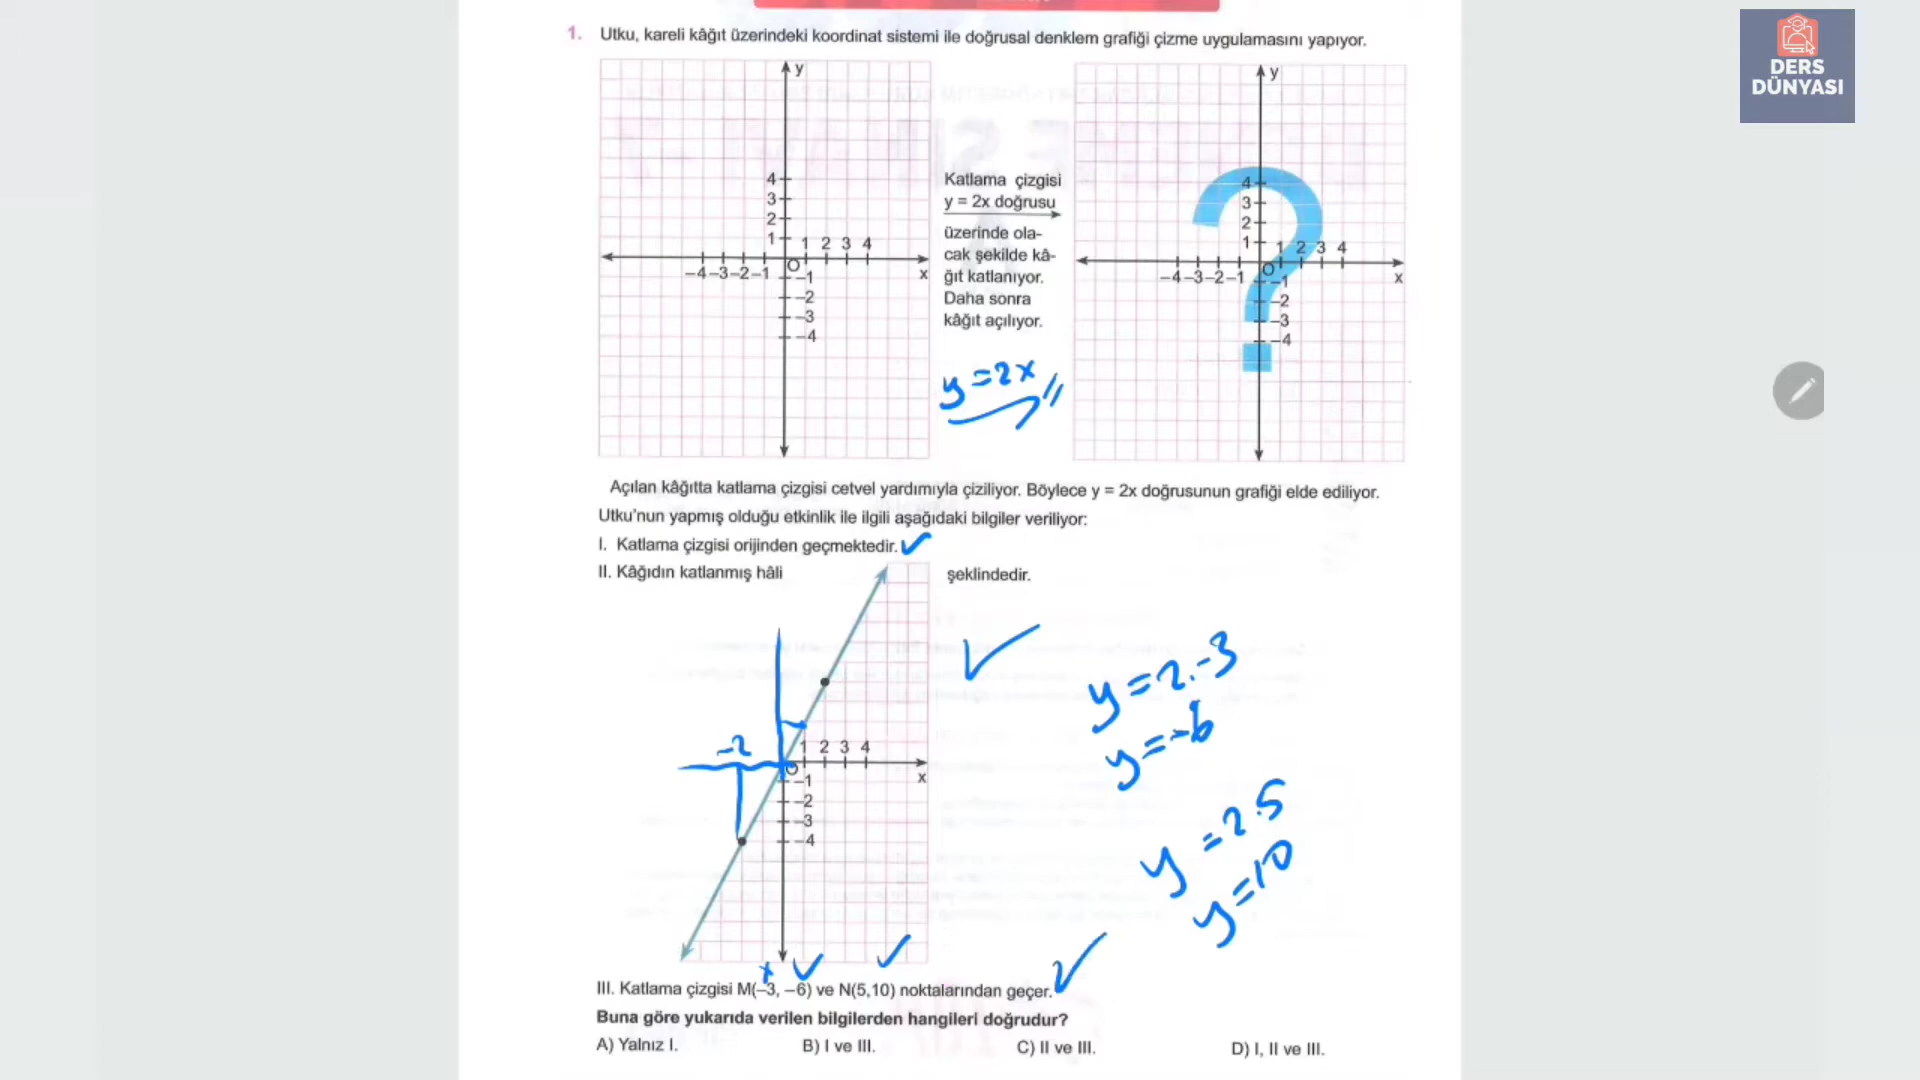 DERS
DÜNYASI
1. Utku, kareli kâğıt üzerindeki koordinat sistemi ile doğrusal denklem grafiği çizme uygulamasını yapıyor.
y
4
3
2
1
1 2 3 4
-4 -3 -2 -1 O
x
-1
-2
-3
-4
Katlama çizgisi
y = 2x doğrusu
üzerinde ola-
cak şekilde kâ-
ğıt katlanıyor.
Daha sonra
kâğıt açılıyor.
y = 2x
y
4
3
2
1
1 2 3 4
-4 -3 -2 -1 O
x
-1
-2
-3
-4
?
Açılan kâğıtta katlama çizgisi cetvel yardımıyla çiziliyor. Böylece y = 2x doğrusunun grafiği elde ediliyor.
Utku'nun yapmış olduğu etkinlik ile ilgili aşağıdaki bilgiler veriliyor:
I. Katlama çizgisi orijinden geçmektedir.
II. Kâğıdın katlanmış hâli şeklindedir.
-2
1 2 3 4
O
x
-1
-2
-3
-4
y = 2.-3
y = -6
y = 2.5
y = 10
x
III. Katlama çizgisi M(–3, –6) ve N(5,10) noktalarından geçer.
Buna göre yukarıda verilen bilgilerden hangileri doğrudur?
A) Yalnız I. B) I ve III. C) II ve III. D) I, II ve III.